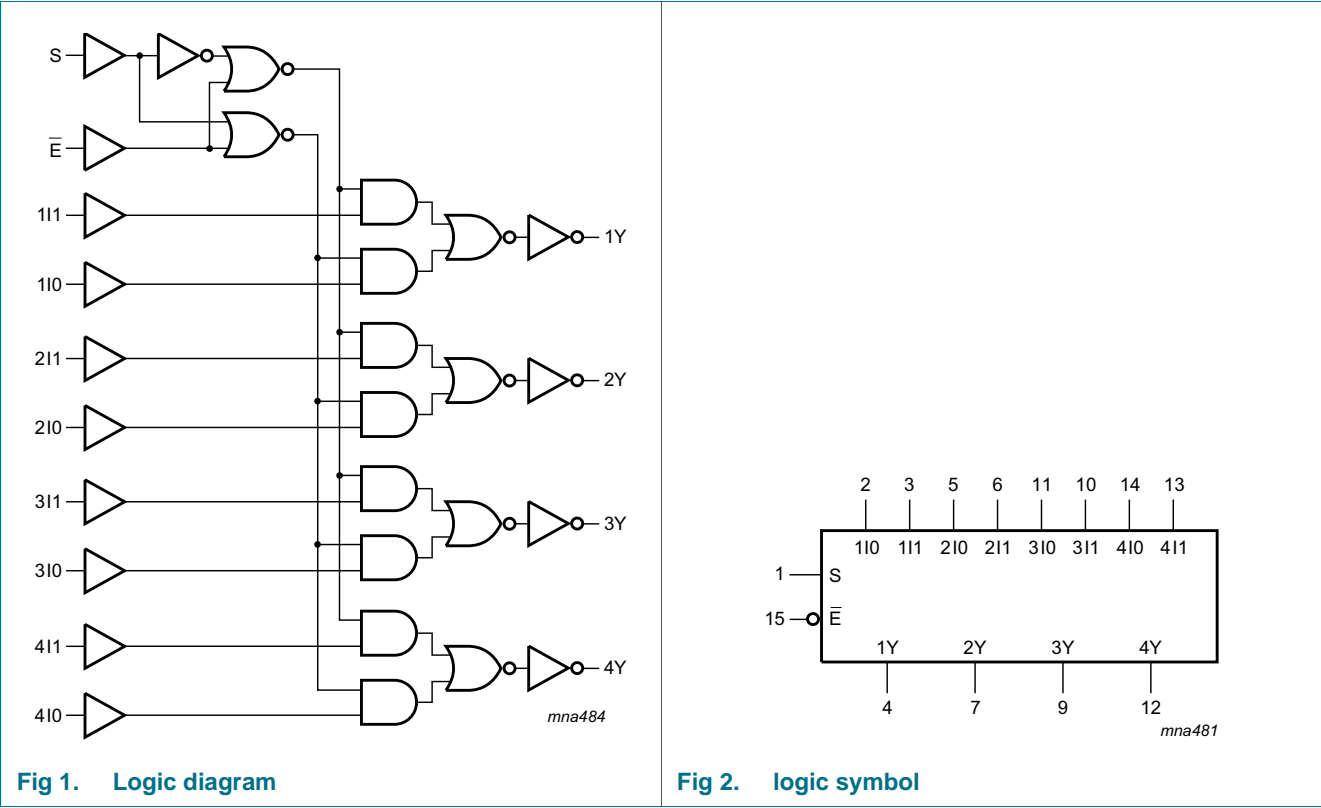 S
E̅
1I1
1I0
2I1
2I0
3I1
3I0
4I1
4I0
1Y
2Y
3Y
4Y
mna484
Fig 1. Logic diagram
2 3 5 6 11 10 14 13
1I0 1I1 2I0 2I1 3I0 3I1 4I0 4I1
1 S
15 E̅
1Y 2Y 3Y 4Y
4 7 9 12
mna481
Fig 2. logic symbol